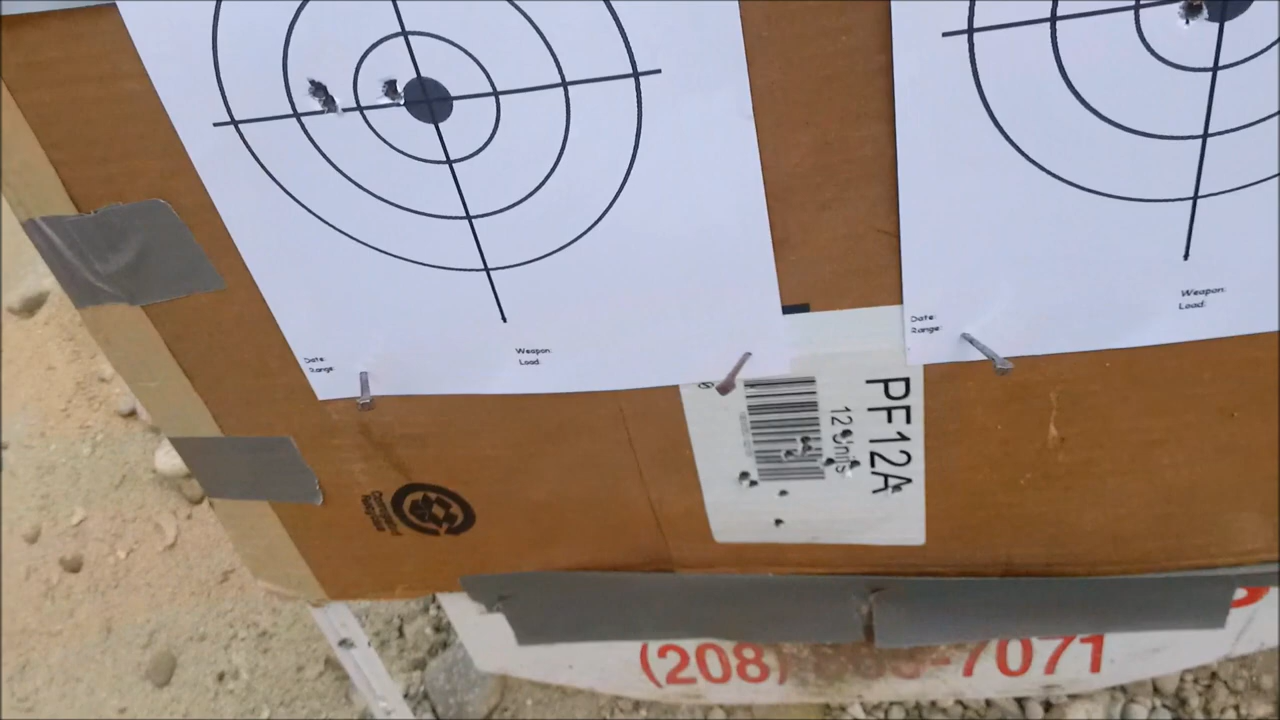 Date:
Range:
Weapon:
Load:
Date:
Range:
Weapon:
Load:
PF12A
12 Units
(208) -7071